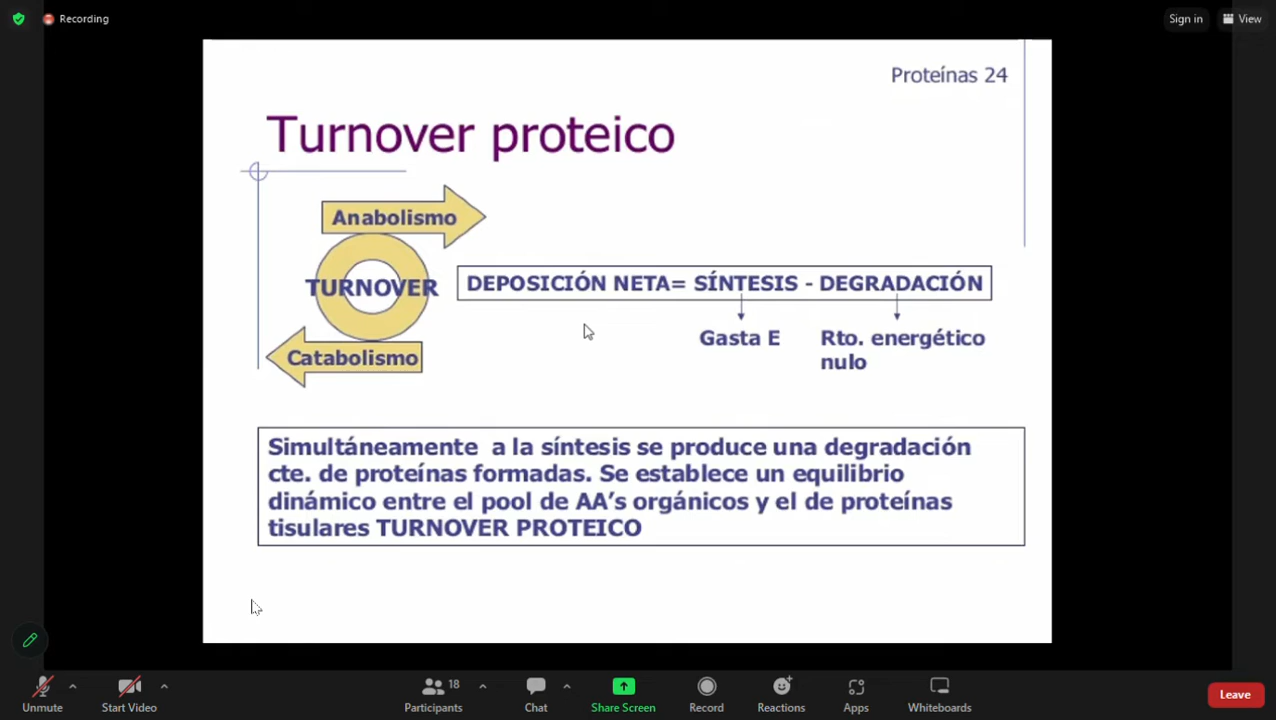 Recording
Sign in
View
Proteínas 24
Turnover proteico
Anabolismo
TURNOVER
DEPOSICIÓN NETA= SÍNTESIS - DEGRADACIÓN
Gasta E
Rto. energético
nulo
Catabolismo
Simultáneamente a la síntesis se produce una degradación
cte. de proteínas formadas. Se establece un equilibrio
dinámico entre el pool de AA’s orgánicos y el de proteínas
tisulares TURNOVER PROTEICO
18
Unmute
Start Video
Participants
Chat
Share Screen
Record
Reactions
Apps
Whiteboards
Leave